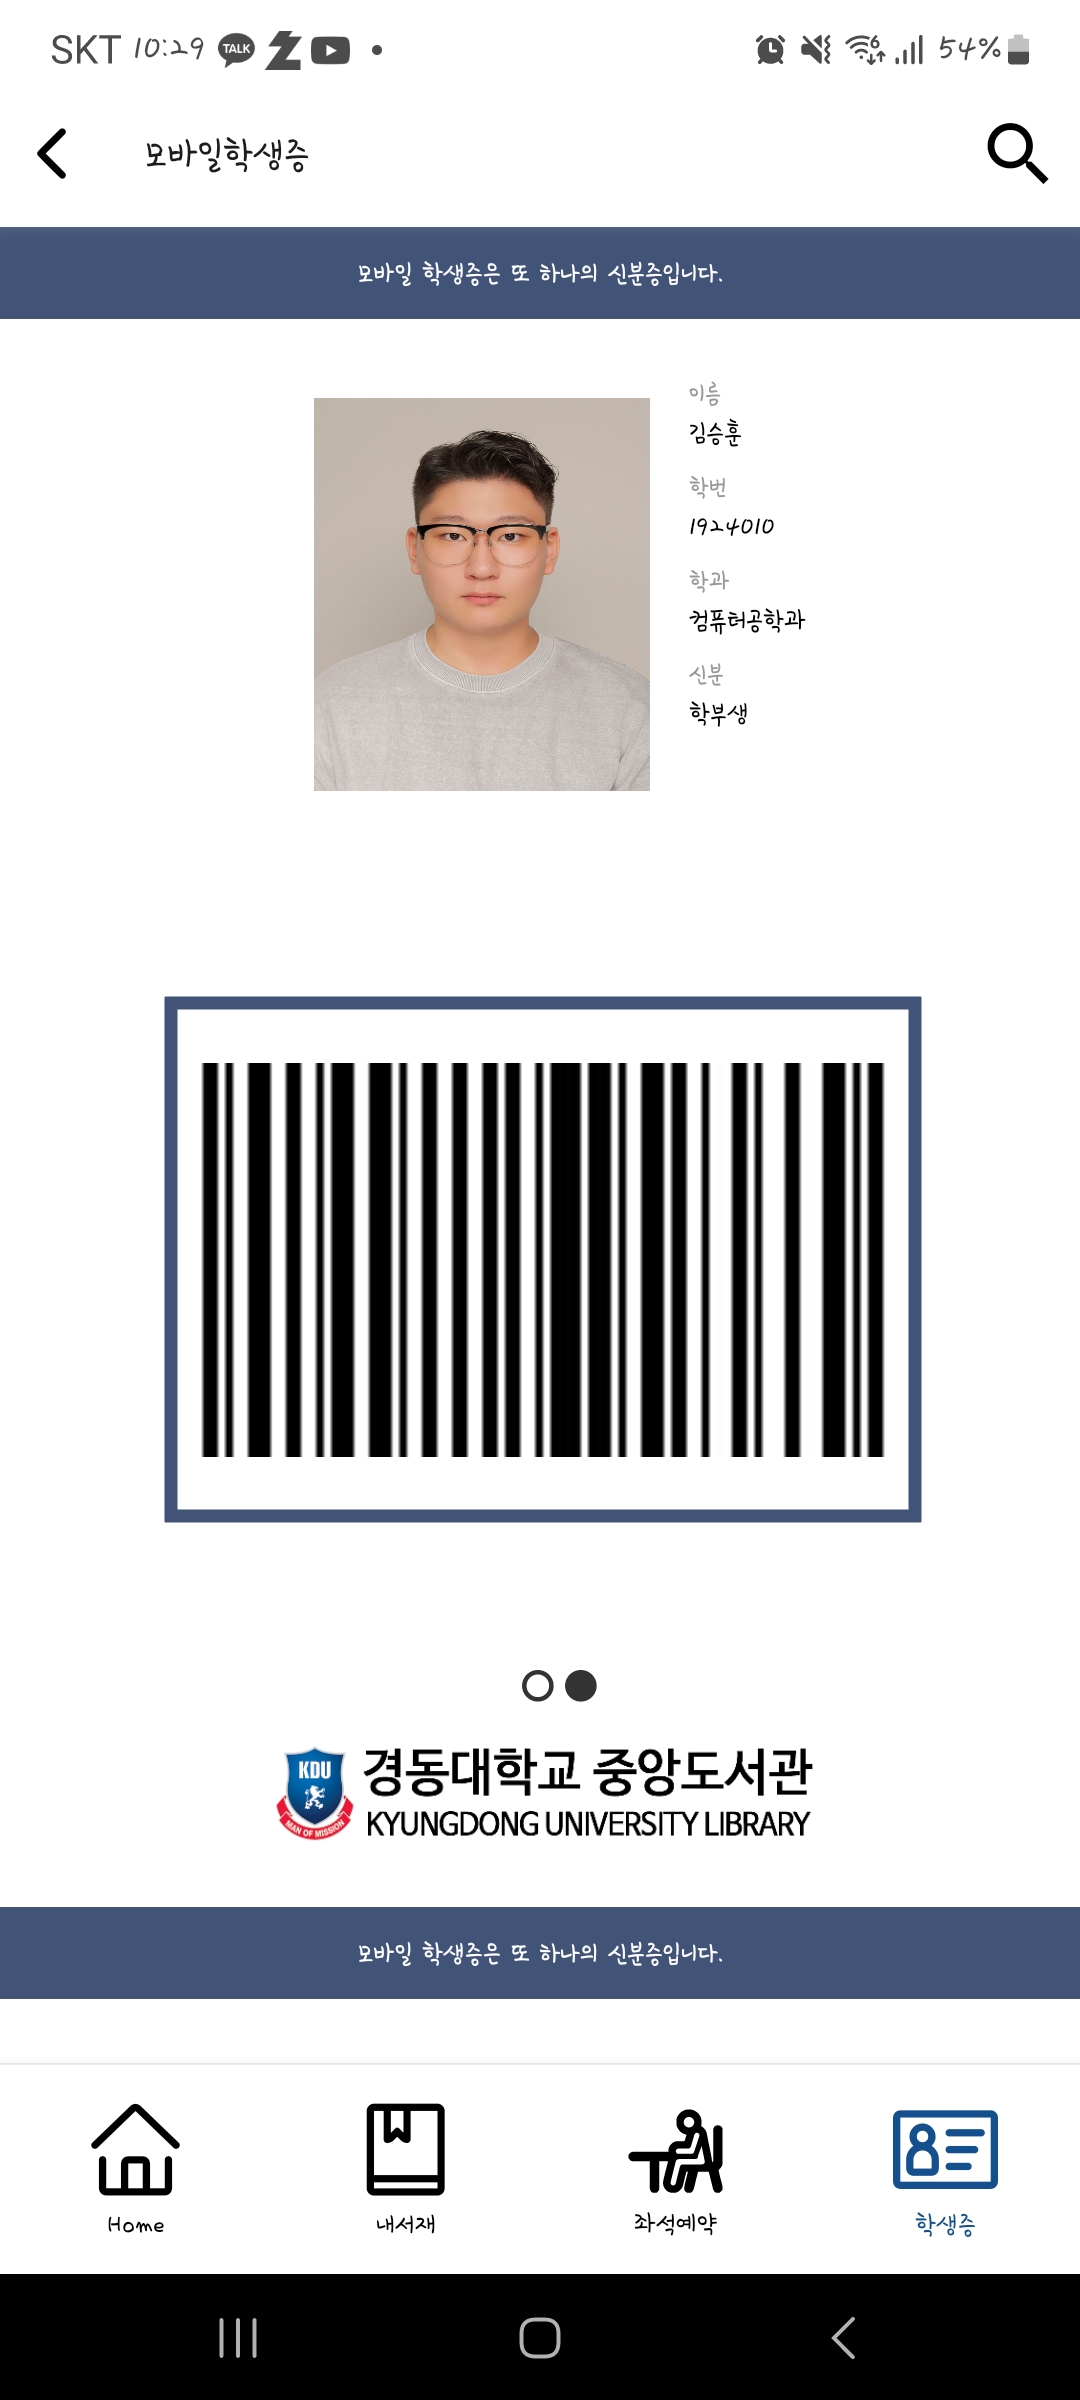 SKT 10:29 TALK 6 54%
모바일학생증
모바일 학생증은 또 하나의 신분증입니다.
이름
김승훈
학번
1924010
학과
컴퓨터공학과
신분
학부생
KDU
MAN OF MISSION
경동대학교 중앙도서관
KYUNGDONG UNIVERSITY LIBRARY
모바일 학생증은 또 하나의 신분증입니다.
Home 내서재 좌석예약 학생증